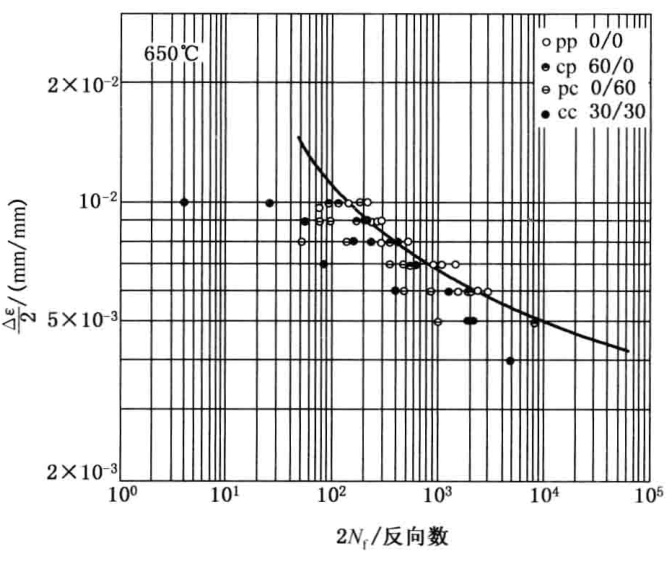 650℃
○ pp 0/0
◒ cp 60/0
⊖ pc 0/60
● cc 30/30
2×10⁻²
10⁻²
5×10⁻³
2×10⁻³
Δε/2/(mm/mm)
10⁰ 10¹ 10² 10³ 10⁴ 10⁵
2Nf/反向数